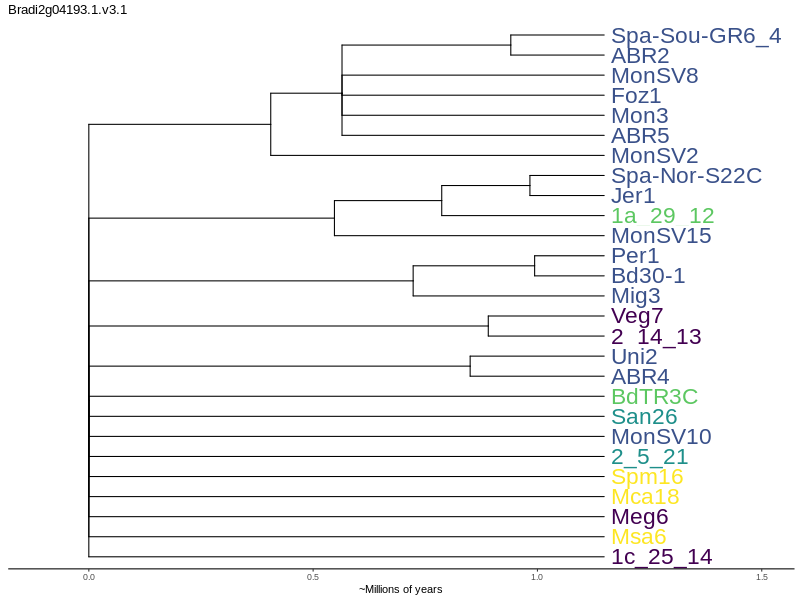 Bradi2g04193.1.v3.1
Spa-Sou-GR6_4
ABR2
MonSV8
Foz1
Mon3
ABR5
MonSV2
Spa-Nor-S22C
Jer1
1a_29_12
MonSV15
Per1
Bd30-1
Mig3
Veg7
2_14_13
Uni2
ABR4
BdTR3C
San26
MonSV10
2_5_21
Spm16
Mca18
Meg6
Msa6
1c_25_14
0.0 0.5 1.0 1.5
~Millions of years